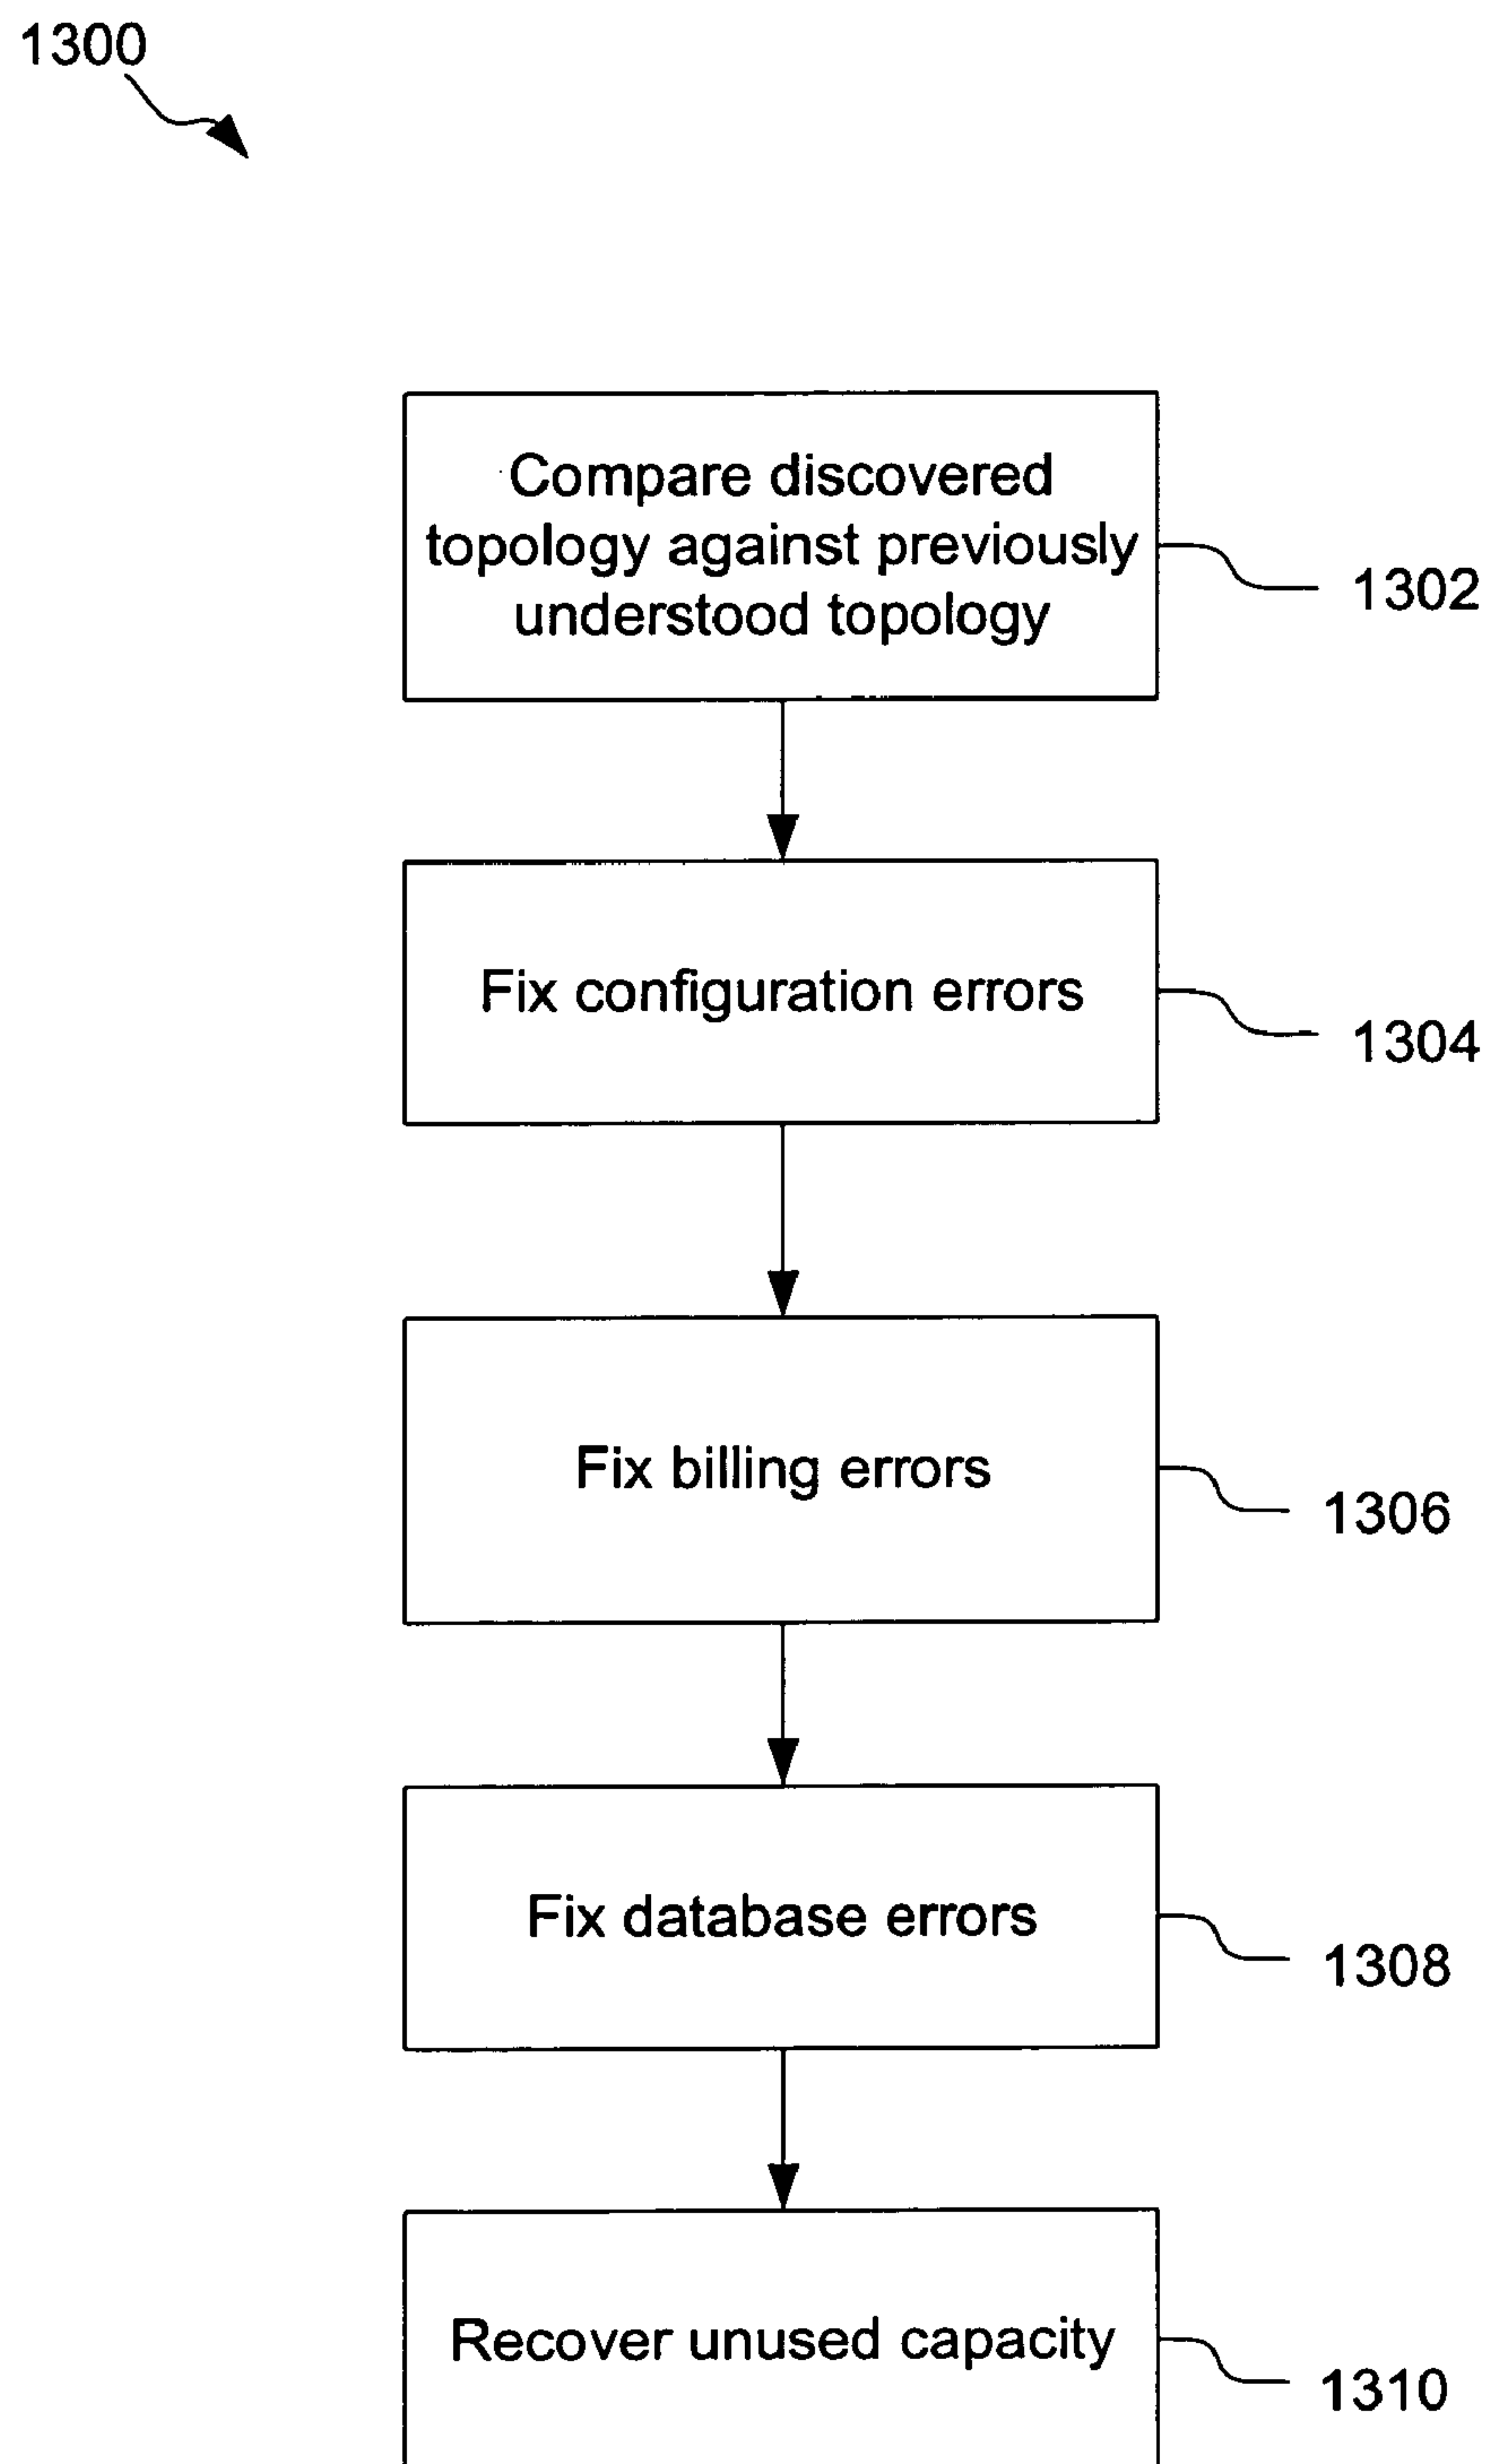 1300
Compare discovered
topology against previously
understood topology
1302
Fix configuration errors
1304
Fix billing errors
1306
Fix database errors
1308
Recover unused capacity
1310